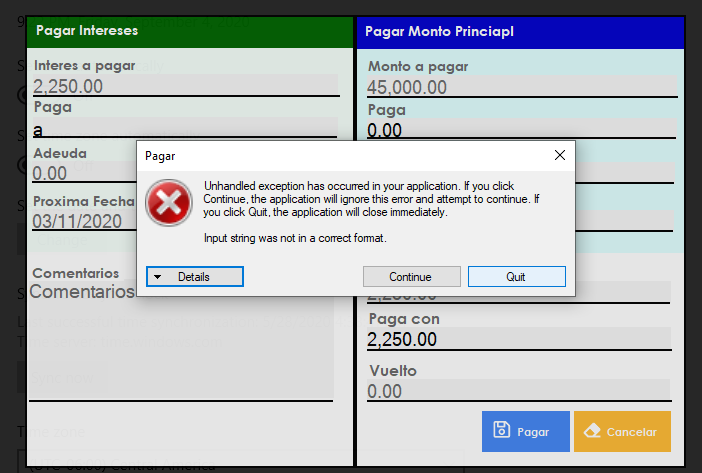 Pagar Intereses
Interes a pagar
2,250.00
Paga
a
Adeuda
0.00
Proxima Fecha
03/11/2020
Comentarios
Comentarios
Pagar Monto Princiapl
Monto a pagar
45,000.00
Paga
0.00
Pagar
Unhandled exception has occurred in your application. If you click
Continue, the application will ignore this error and attempt to continue. If
you click Quit, the application will close immediately.
Input string was not in a correct format.
Details
Continue
Quit
2,250.00
Paga con
2,250.00
Vuelto
0.00
Pagar
Cancelar